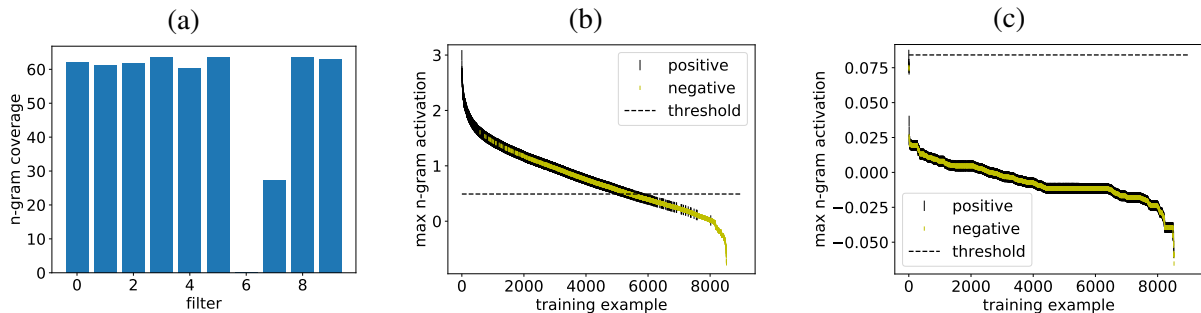 (a)
n-gram coverage
60
50
40
30
20
10
0
0 2 4 6 8
filter
(b)
max n-gram activation
3
2
1
0
positive
negative
threshold
0 2000 4000 6000 8000
training example
(c)
max n-gram activation
0.075
0.050
0.025
0.000
−0.025
−0.050
positive
negative
threshold
0 2000 4000 6000 8000
training example